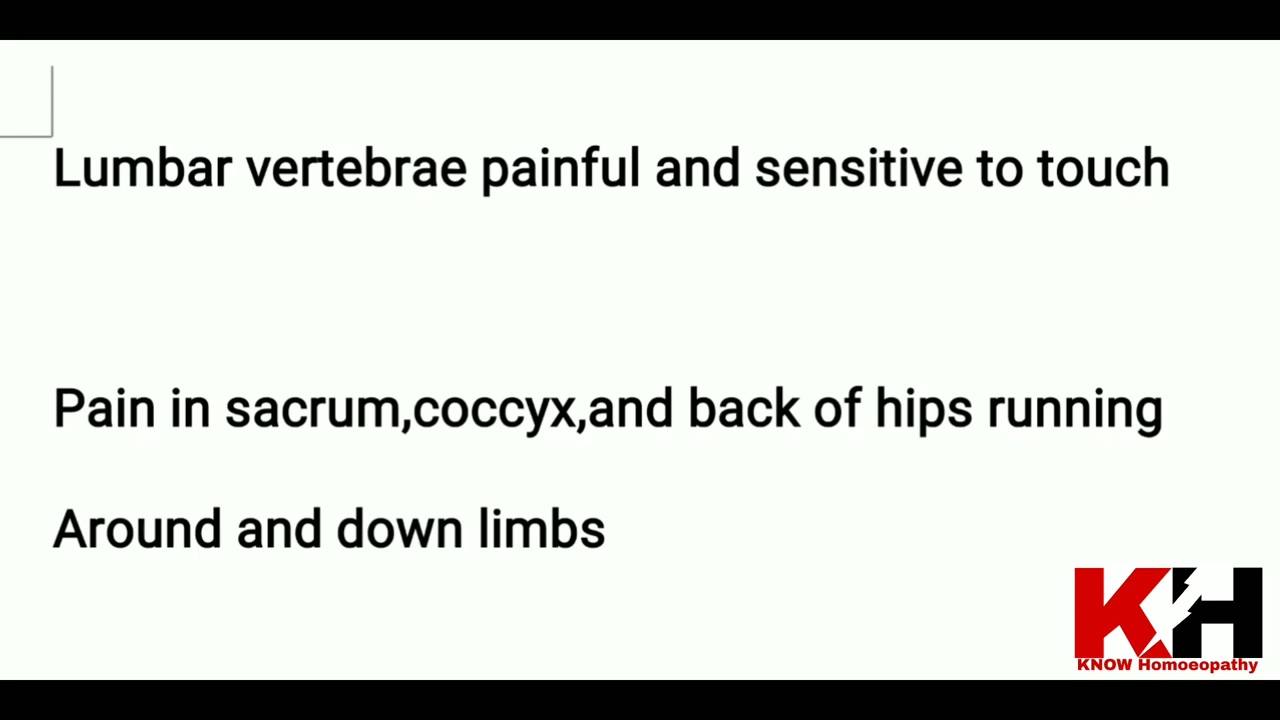 Lumbar vertebrae painful and sensitive to touch
Pain in sacrum,coccyx,and back of hips running
Around and down limbs
KH
KNOW Homoeopathy